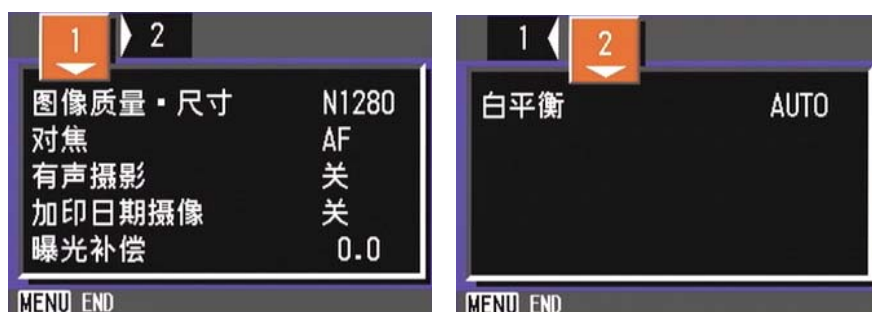 1 2
图像质量·尺寸 N1280
对焦 AF
有声摄影 关
加印日期摄像 关
曝光补偿 0.0
MENU END
1 2
白平衡 AUTO
MENU END